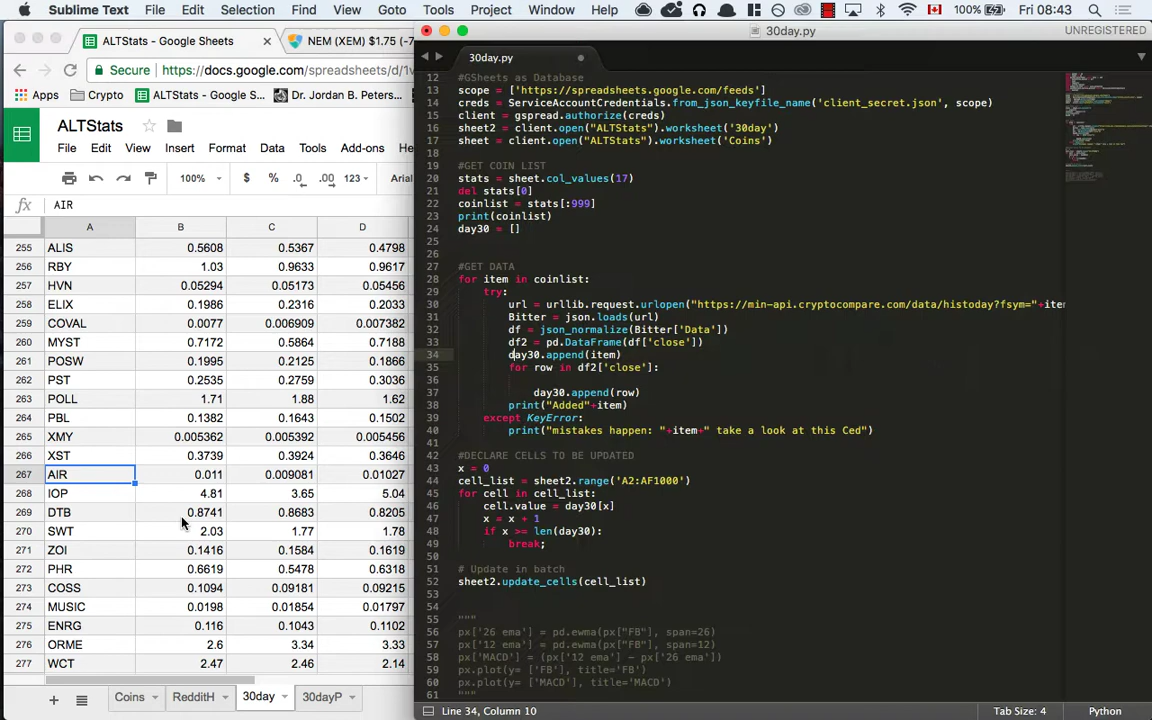 Sublime Text File Edit Selection Find View Goto Tools Project Window Help 100% Fri 08:43
ALTStats - Google Sheets × NEM (XEM) $1.75 (-7
Secure https://docs.google.com/spreadsheets/d/1v
Apps Crypto ALTStats - Google S... Dr. Jordan B. Peters...
ALTStats
File Edit View Insert Format Data Tools Add-ons He
100% $ % .0 .00 123 Arial
fx AIR
A B C D
255 ALIS 0.5608 0.5367 0.4798
256 RBY 1.03 0.9633 0.9617
257 HVN 0.05294 0.05173 0.05456
258 ELIX 0.1986 0.2316 0.2033
259 COVAL 0.0077 0.006909 0.007382
260 MYST 0.7172 0.5864 0.7188
261 POSW 0.1995 0.2125 0.1866
262 PST 0.2535 0.2759 0.3036
263 POLL 1.71 1.88 1.62
264 PBL 0.1382 0.1643 0.1502
265 XMY 0.005362 0.005392 0.005456
266 XST 0.3739 0.3924 0.3646
267 AIR 0.011 0.009081 0.01027
268 IOP 4.81 3.65 5.04
269 DTB 0.8741 0.8683 0.8205
270 SWT 2.03 1.77 1.78
271 ZOI 0.1416 0.1584 0.1619
272 PHR 0.6619 0.5478 0.6318
273 COSS 0.1094 0.09181 0.09215
274 MUSIC 0.0198 0.01854 0.01797
275 ENRG 0.116 0.1043 0.1102
276 ORME 2.6 3.34 3.33
277 WCT 2.47 2.46 2.14
+ Coins RedditH 30day 30dayP
30day.py UNREGISTERED
30day.py
12 #GSheets as Database
13 scope = ['https://spreadsheets.google.com/feeds']
14 creds = ServiceAccountCredentials.from_json_keyfile_name('client_secret.json', scope)
15 client = gspread.authorize(creds)
16 sheet2 = client.open("ALTStats").worksheet('30day')
17 sheet = client.open("ALTStats").worksheet('Coins')
18
19 #GET COIN LIST
20 stats = sheet.col_values(17)
21 del stats[0]
22 coinlist = stats[:999]
23 print(coinlist)
24 day30 = []
25
26
27 #GET DATA
28 for item in coinlist:
29 try:
30 url = urllib.request.urlopen("https://min-api.cryptocompare.com/data/histoday?fsym="+item
31 Bitter = json.loads(url)
32 df = json_normalize(Bitter['Data'])
33 df2 = pd.DataFrame(df['close'])
34 day30.append(item)
35 for row in df2['close']:
36
37 day30.append(row)
38 print("Added"+item)
39 except KeyError:
40 print("mistakes happen: "+item+" take a look at this Ced")
41
42 #DECLARE CELLS TO BE UPDATED
43 x = 0
44 cell_list = sheet2.range('A2:AF1000')
45 for cell in cell_list:
46 cell.value = day30[x]
47 x = x + 1
48 if x >= len(day30):
49 break;
50
51 # Update in batch
52 sheet2.update_cells(cell_list)
53
54
55 """
56 px['26 ema'] = pd.ewma(px["FB"], span=26)
57 px['12 ema'] = pd.ewma(px["FB"], span=12)
58 px['MACD'] = (px['12 ema'] - px['26 ema'])
59 px.plot(y= ['FB'], title='FB')
60 px.plot(y= ['MACD'], title='MACD')
61 """
Line 34, Column 10 Tab Size: 4 Python